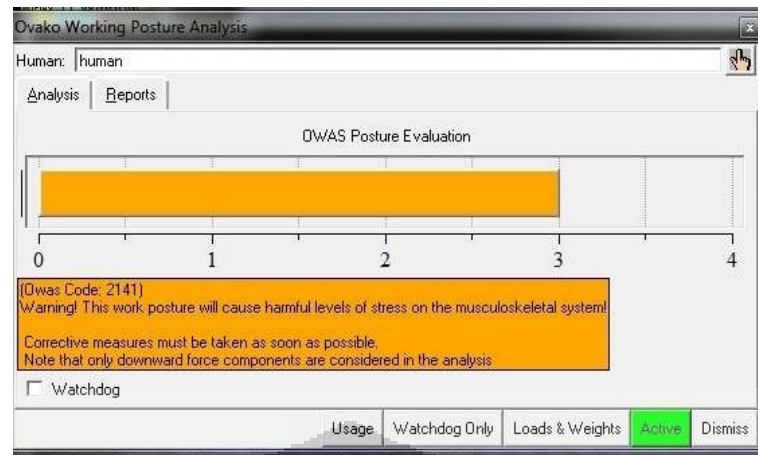 Ovako Working Posture Analysis
x
Human: human
Analysis Reports
OWAS Posture Evaluation
0 1 2 3 4
(Owas Code: 2141)
Warning! This work posture will cause harmful levels of stress on the musculoskeletal system!
Corrective measures must be taken as soon as possible.
Note that only downward force components are considered in the analysis
Watchdog
Usage Watchdog Only Loads & Weights Active Dismiss